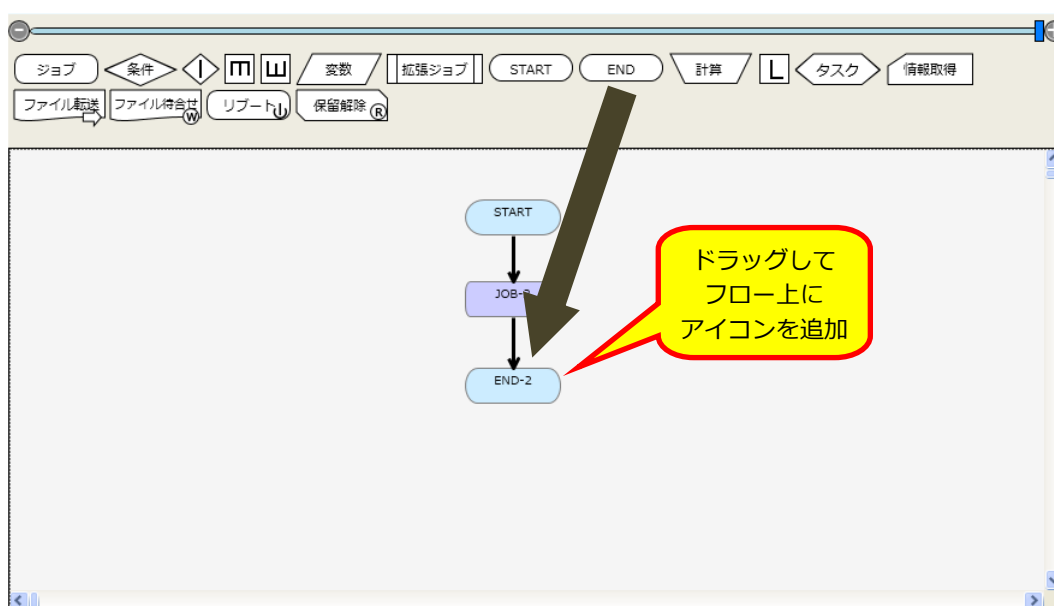 ジョブ 条件 変数 拡張ジョブ START END 計算 L タスク 情報取得
ファイル転送 ファイル待合せ W リブート 保留解除 R
START
ドラッグして
フロー上に
アイコンを追加
END-2